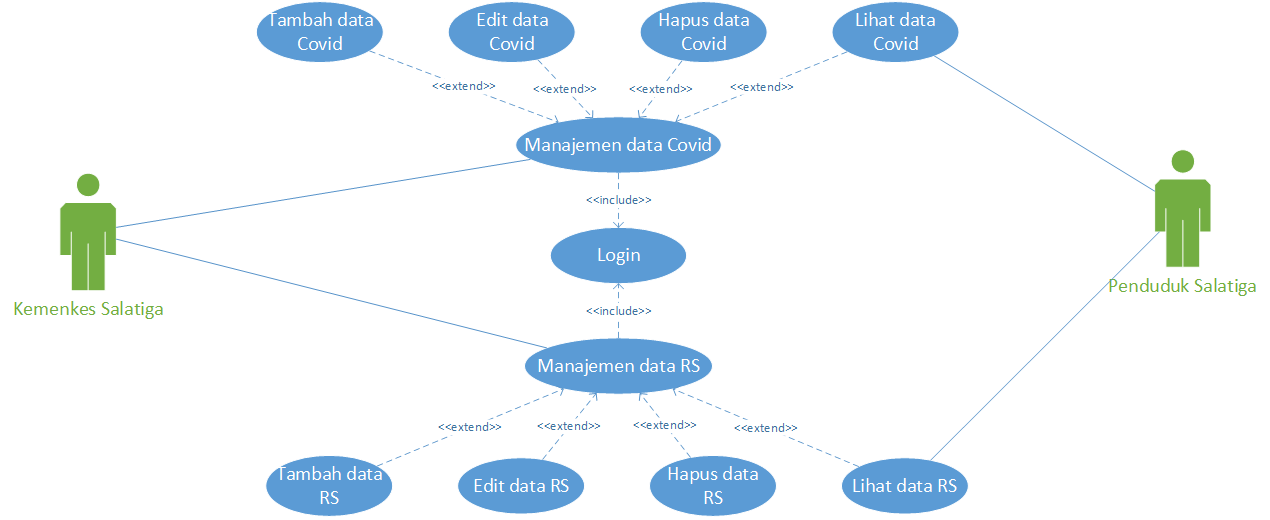 Tambah data
Covid
Edit data
Covid
Hapus data
Covid
Lihat data
Covid
<<extend>>
<<extend>>
<<extend>>
<<extend>>
Manajemen data Covid
<<include>>
Login
Kemenkes Salatiga
Penduduk Salatiga
<<include>>
Manajemen data RS
<<extend>>
<<extend>>
<<extend>>
<<extend>>
Tambah data
RS
Edit data RS
Hapus data
RS
Lihat data RS